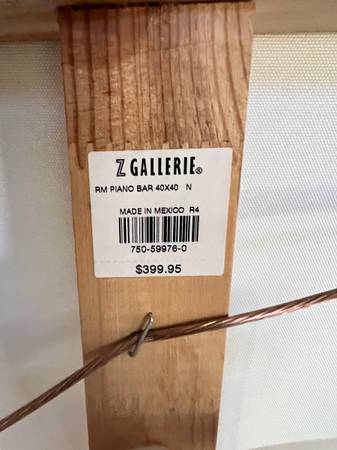 Z GALLERIE®
RM PIANO BAR 40X40 N
MADE IN MEXICO R4
750-59976-0
$399.95